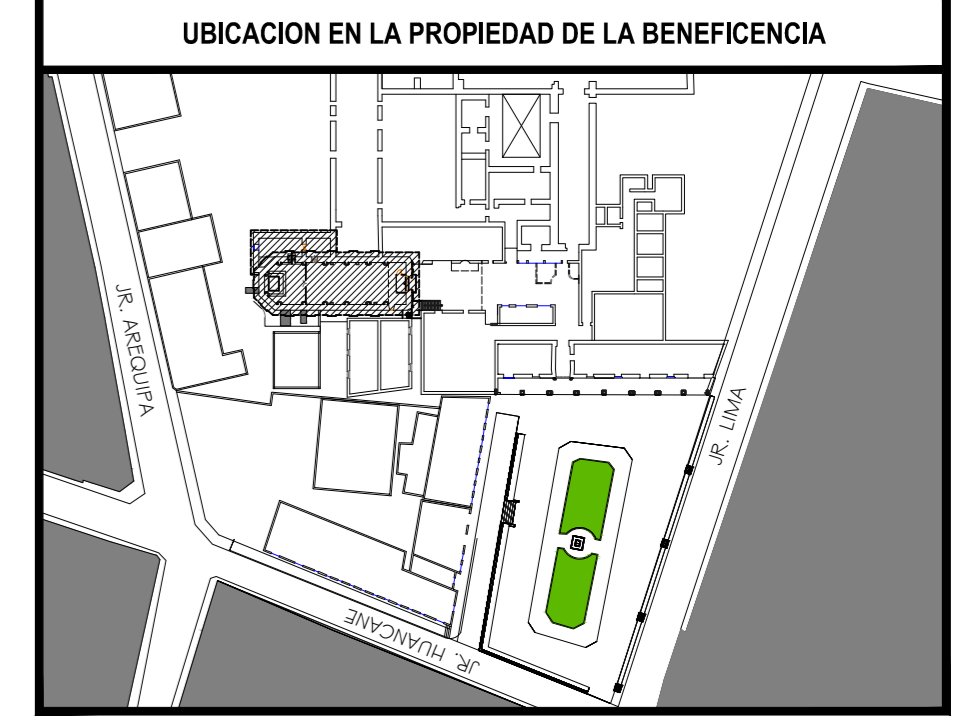 UBICACION EN LA PROPIEDAD DE LA BENEFICENCIA
JR. AREQUIPA
JR. LIMA
JR. HUANCANE